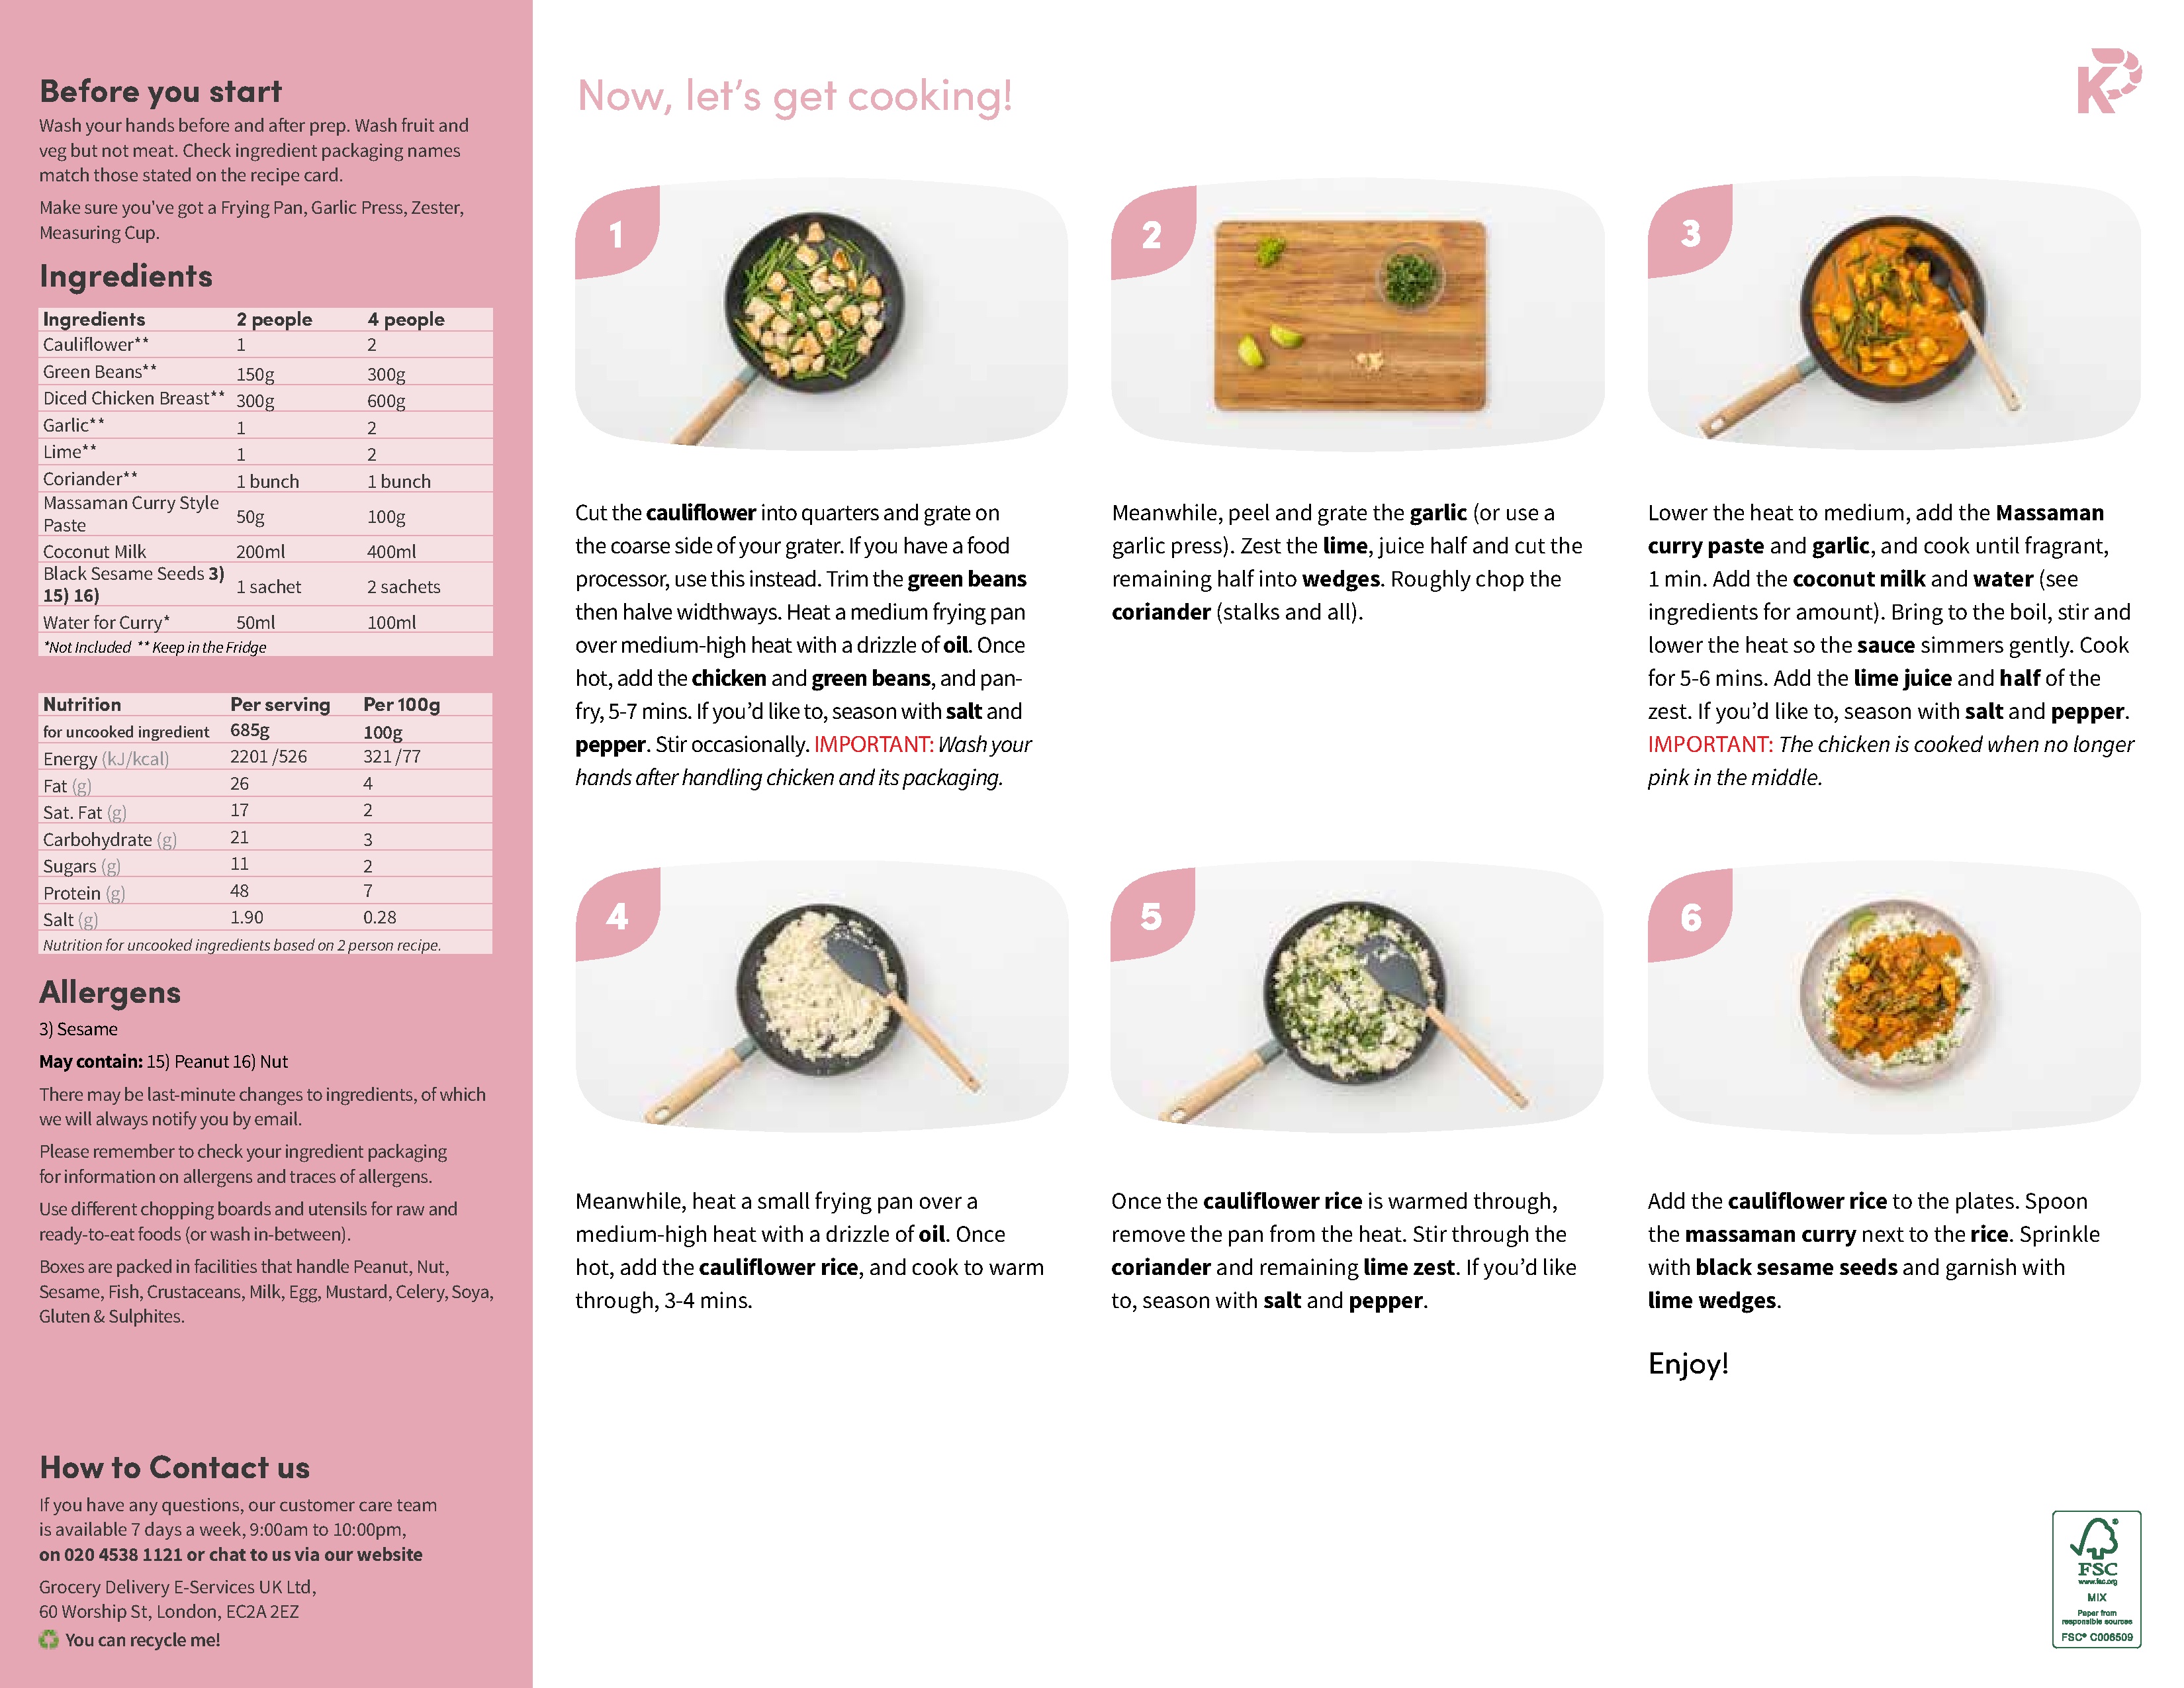 Before you start
Wash your hands before and after prep. Wash fruit and
veg but not meat. Check ingredient packaging names
match those stated on the recipe card.
Make sure you've got a Frying Pan, Garlic Press, Zester,
Measuring Cup.
Ingredients
Ingredients 2 people 4 people
Cauliflower** 1 2
Green Beans** 150g 300g
Diced Chicken Breast** 300g 600g
Garlic** 1 2
Lime** 1 2
Coriander** 1 bunch 1 bunch
Massaman Curry Style
Paste 50g 100g
Coconut Milk 200ml 400ml
Black Sesame Seeds 3)
15) 16) 1 sachet 2 sachets
Water for Curry* 50ml 100ml
*Not Included ** Keep in the Fridge
Nutrition Per serving Per 100g
for uncooked ingredient 685g 100g
Energy (kJ/kcal) 2201 /526 321 /77
Fat (g) 26 4
Sat. Fat (g) 17 2
Carbohydrate (g) 21 3
Sugars (g) 11 2
Protein (g) 48 7
Salt (g) 1.90 0.28
Nutrition for uncooked ingredients based on 2 person recipe.
Allergens
3) Sesame
May contain: 15) Peanut 16) Nut
There may be last-minute changes to ingredients, of which
we will always notify you by email.
Please remember to check your ingredient packaging
for information on allergens and traces of allergens.
Use different chopping boards and utensils for raw and
ready-to-eat foods (or wash in-between).
Boxes are packed in facilities that handle Peanut, Nut,
Sesame, Fish, Crustaceans, Milk, Egg, Mustard, Celery, Soya,
Gluten & Sulphites.
How to Contact us
If you have any questions, our customer care team
is available 7 days a week, 9:00am to 10:00pm,
on 020 4538 1121 or chat to us via our website
Grocery Delivery E-Services UK Ltd,
60 Worship St, London, EC2A 2EZ
You can recycle me!
Now, let's get cooking!
K
1
Cut the cauliflower into quarters and grate on
the coarse side of your grater. If you have a food
processor, use this instead. Trim the green beans
then halve widthways. Heat a medium frying pan
over medium-high heat with a drizzle of oil. Once
hot, add the chicken and green beans, and pan-
fry, 5-7 mins. If you'd like to, season with salt and
pepper. Stir occasionally. IMPORTANT: Wash your
hands after handling chicken and its packaging.
2
Meanwhile, peel and grate the garlic (or use a
garlic press). Zest the lime, juice half and cut the
remaining half into wedges. Roughly chop the
coriander (stalks and all).
3
Lower the heat to medium, add the Massaman
curry paste and garlic, and cook until fragrant,
1 min. Add the coconut milk and water (see
ingredients for amount). Bring to the boil, stir and
lower the heat so the sauce simmers gently. Cook
for 5-6 mins. Add the lime juice and half of the
zest. If you'd like to, season with salt and pepper.
IMPORTANT: The chicken is cooked when no longer
pink in the middle.
4
Meanwhile, heat a small frying pan over a
medium-high heat with a drizzle of oil. Once
hot, add the cauliflower rice, and cook to warm
through, 3-4 mins.
5
Once the cauliflower rice is warmed through,
remove the pan from the heat. Stir through the
coriander and remaining lime zest. If you'd like
to, season with salt and pepper.
6
Add the cauliflower rice to the plates. Spoon
the massaman curry next to the rice. Sprinkle
with black sesame seeds and garnish with
lime wedges.
Enjoy!
FSC
www.fsc.org
MIX
Paper from
responsible sources
FSC® C006509